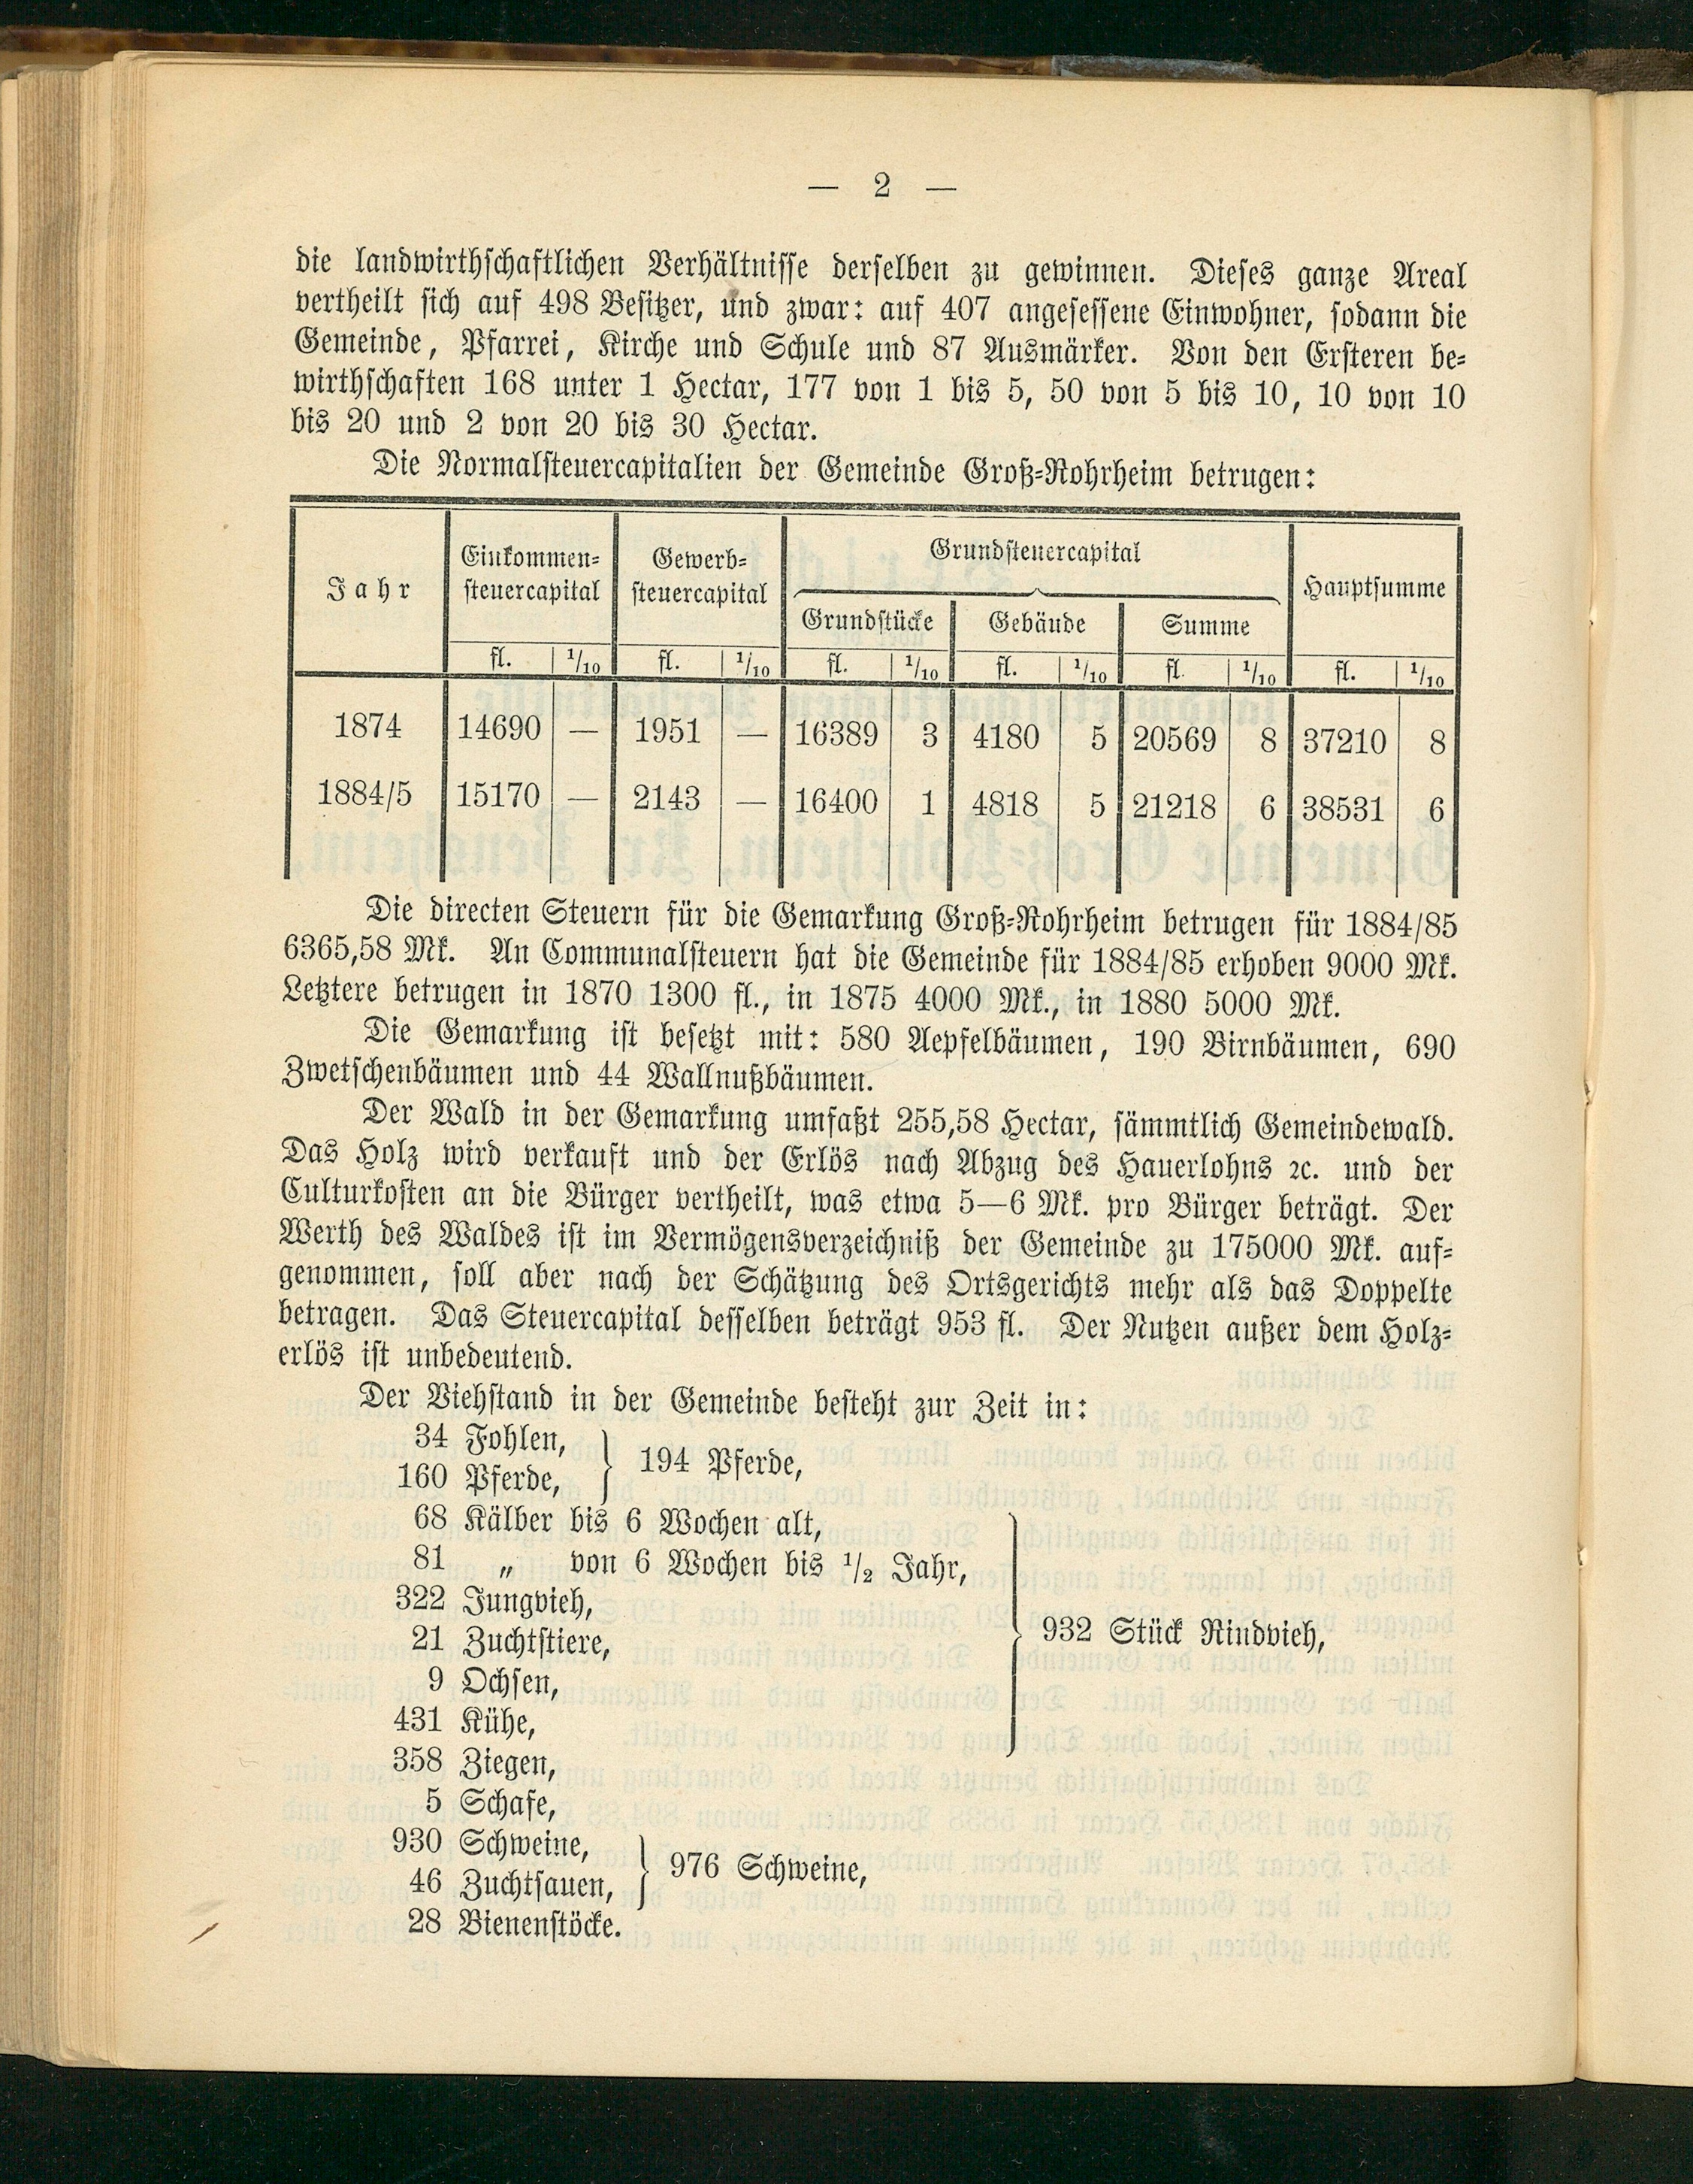 — 2 —
die landwirthschaftlichen Verhältnisse derselben zu gewinnen. Dieses ganze Areal
vertheilt sich auf 498 Besitzer, und zwar: auf 407 angesessene Einwohner, sodann die
Gemeinde, Pfarrei, Kirche und Schule und 87 Ausmärker. Von den Ersteren be-
wirthschaften 168 unter 1 Hectar, 177 von 1 bis 5, 50 von 5 bis 10, 10 von 10
bis 20 und 2 von 20 bis 30 Hectar.
Die Normalsteuercapitalien der Gemeinde Groß-Rohrheim betrugen:
Jahr | Einkommen- steuercapital | Gewerb- steuercapital | Grundsteuercapital | Hauptsumme
Grundstücke | Gebäude | Summe
fl. | 1/10 | fl. | 1/10 | fl. | 1/10 | fl. | 1/10 | fl. | 1/10 | fl. | 1/10
1874 | 14690 | — | 1951 | — | 16389 | 3 | 4180 | 5 | 20569 | 8 | 37210 | 8
1884/5 | 15170 | — | 2143 | — | 16400 | 1 | 4818 | 5 | 21218 | 6 | 38531 | 6
Die directen Steuern für die Gemarkung Groß-Rohrheim betrugen für 1884/85
6365,58 Mk. An Communalsteuern hat die Gemeinde für 1884/85 erhoben 9000 Mk.
Letztere betrugen in 1870 1300 fl., in 1875 4000 Mk., in 1880 5000 Mk.
Die Gemarkung ist besetzt mit: 580 Aepfelbäumen, 190 Birnbäumen, 690
Zwetschenbäumen und 44 Wallnußbäumen.
Der Wald in der Gemarkung umfaßt 255,58 Hectar, sämmtlich Gemeindewald.
Das Holz wird verkauft und der Erlös nach Abzug des Hauerlohns ꝛc. und der
Culturkosten an die Bürger vertheilt, was etwa 5—6 Mk. pro Bürger beträgt. Der
Werth des Waldes ist im Vermögensverzeichniß der Gemeinde zu 175000 Mk. auf-
genommen, soll aber nach der Schätzung des Ortsgerichts mehr als das Doppelte
betragen. Das Steuercapital desselben beträgt 953 fl. Der Nutzen außer dem Holz-
erlös ist unbedeutend.
Der Viehstand in der Gemeinde besteht zur Zeit in:
34 Fohlen,
160 Pferde,
194 Pferde,
68 Kälber bis 6 Wochen alt,
81 „ von 6 Wochen bis 1/2 Jahr,
322 Jungvieh,
21 Zuchtstiere,
9 Ochsen,
431 Kühe,
932 Stück Rindvieh,
358 Ziegen,
5 Schafe,
930 Schweine,
46 Zuchtsauen,
976 Schweine,
28 Bienenstöcke.